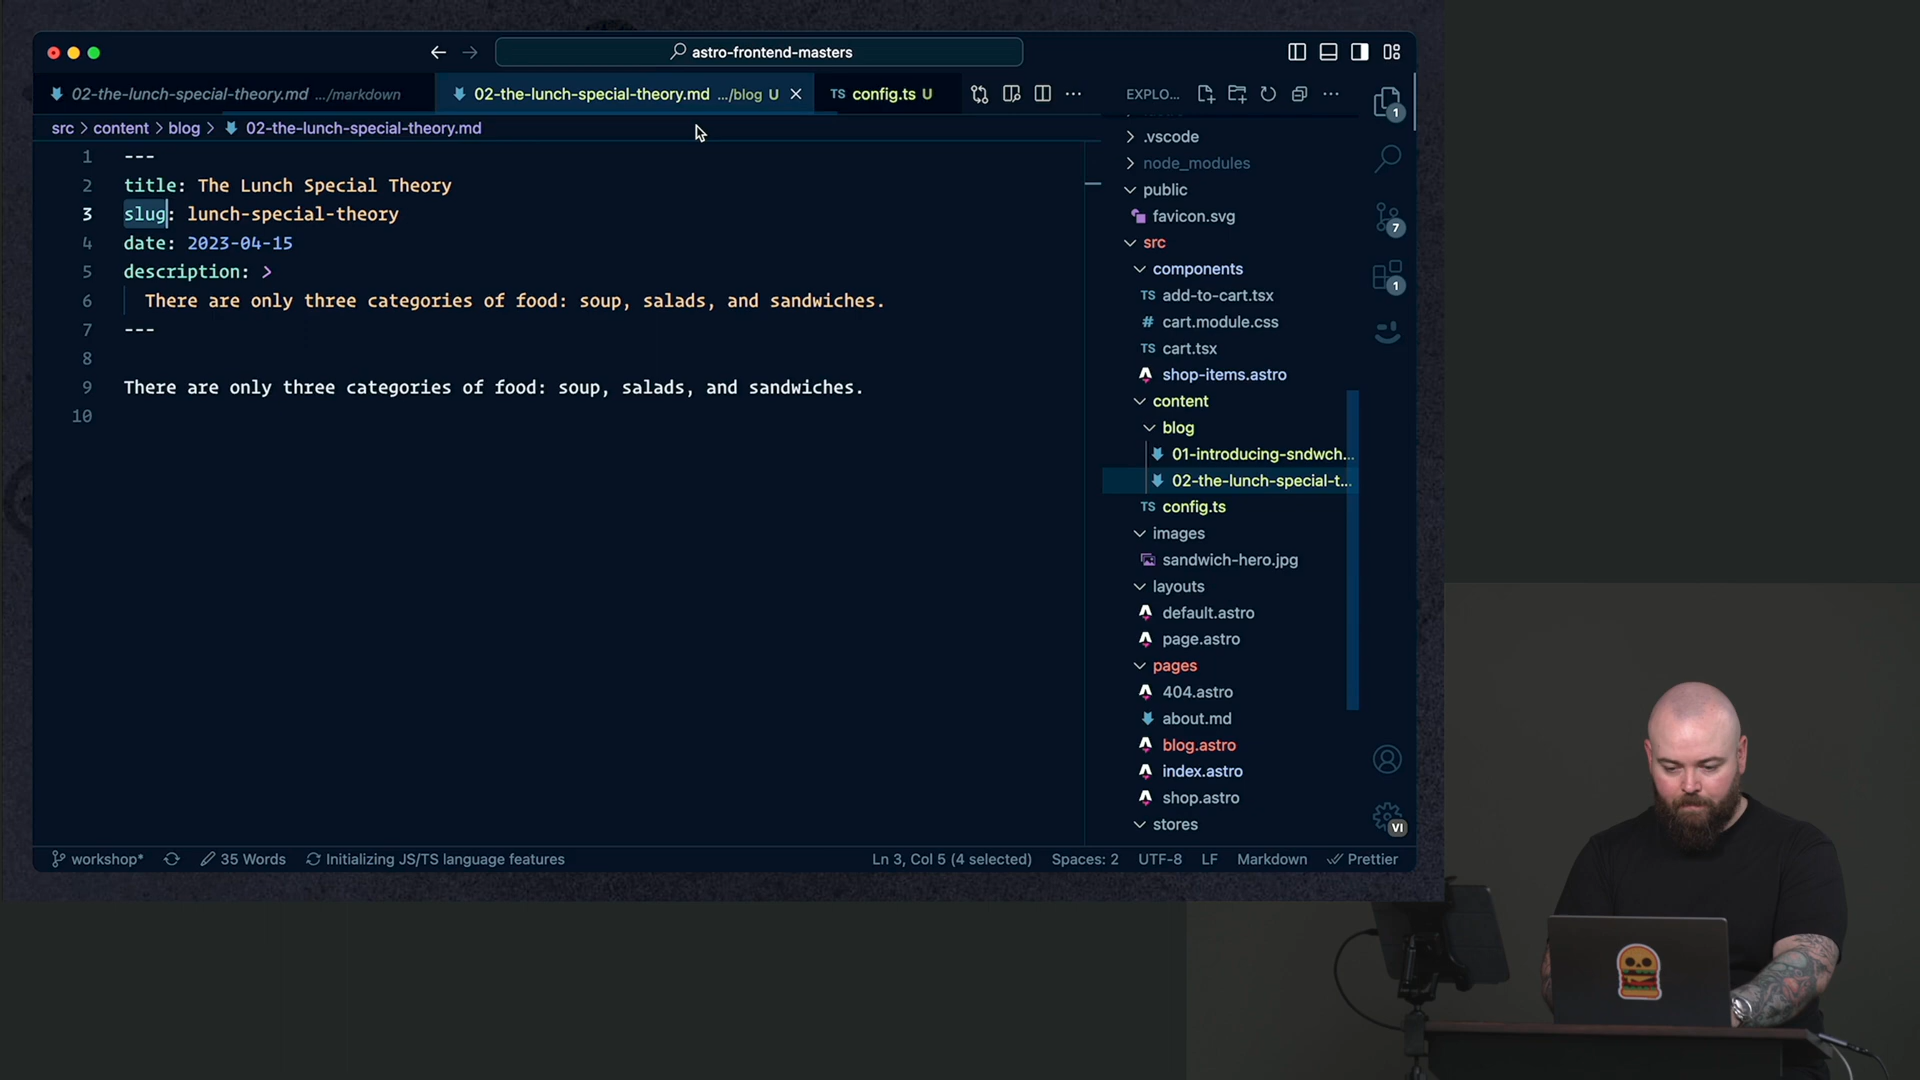 astro-frontend-masters
02-the-lunch-special-theory.md .../markdown
02-the-lunch-special-theory.md .../blog U
TS config.ts U
EXPLO...
src > content > blog > 02-the-lunch-special-theory.md
1 ---
2 title: The Lunch Special Theory
3 slug: lunch-special-theory
4 date: 2023-04-15
5 description: >
6 There are only three categories of food: soup, salads, and sandwiches.
7 ---
8
9 There are only three categories of food: soup, salads, and sandwiches.
10
.vscode
node_modules
public
favicon.svg
src
components
TS add-to-cart.tsx
# cart.module.css
TS cart.tsx
shop-items.astro
content
blog
01-introducing-sndwch...
02-the-lunch-special-t...
TS config.ts
images
sandwich-hero.jpg
layouts
default.astro
page.astro
pages
404.astro
about.md
blog.astro
index.astro
shop.astro
stores
1
7
1
VI
workshop*
35 Words
Initializing JS/TS language features
Ln 3, Col 5 (4 selected)
Spaces: 2
UTF-8
LF
Markdown
Prettier